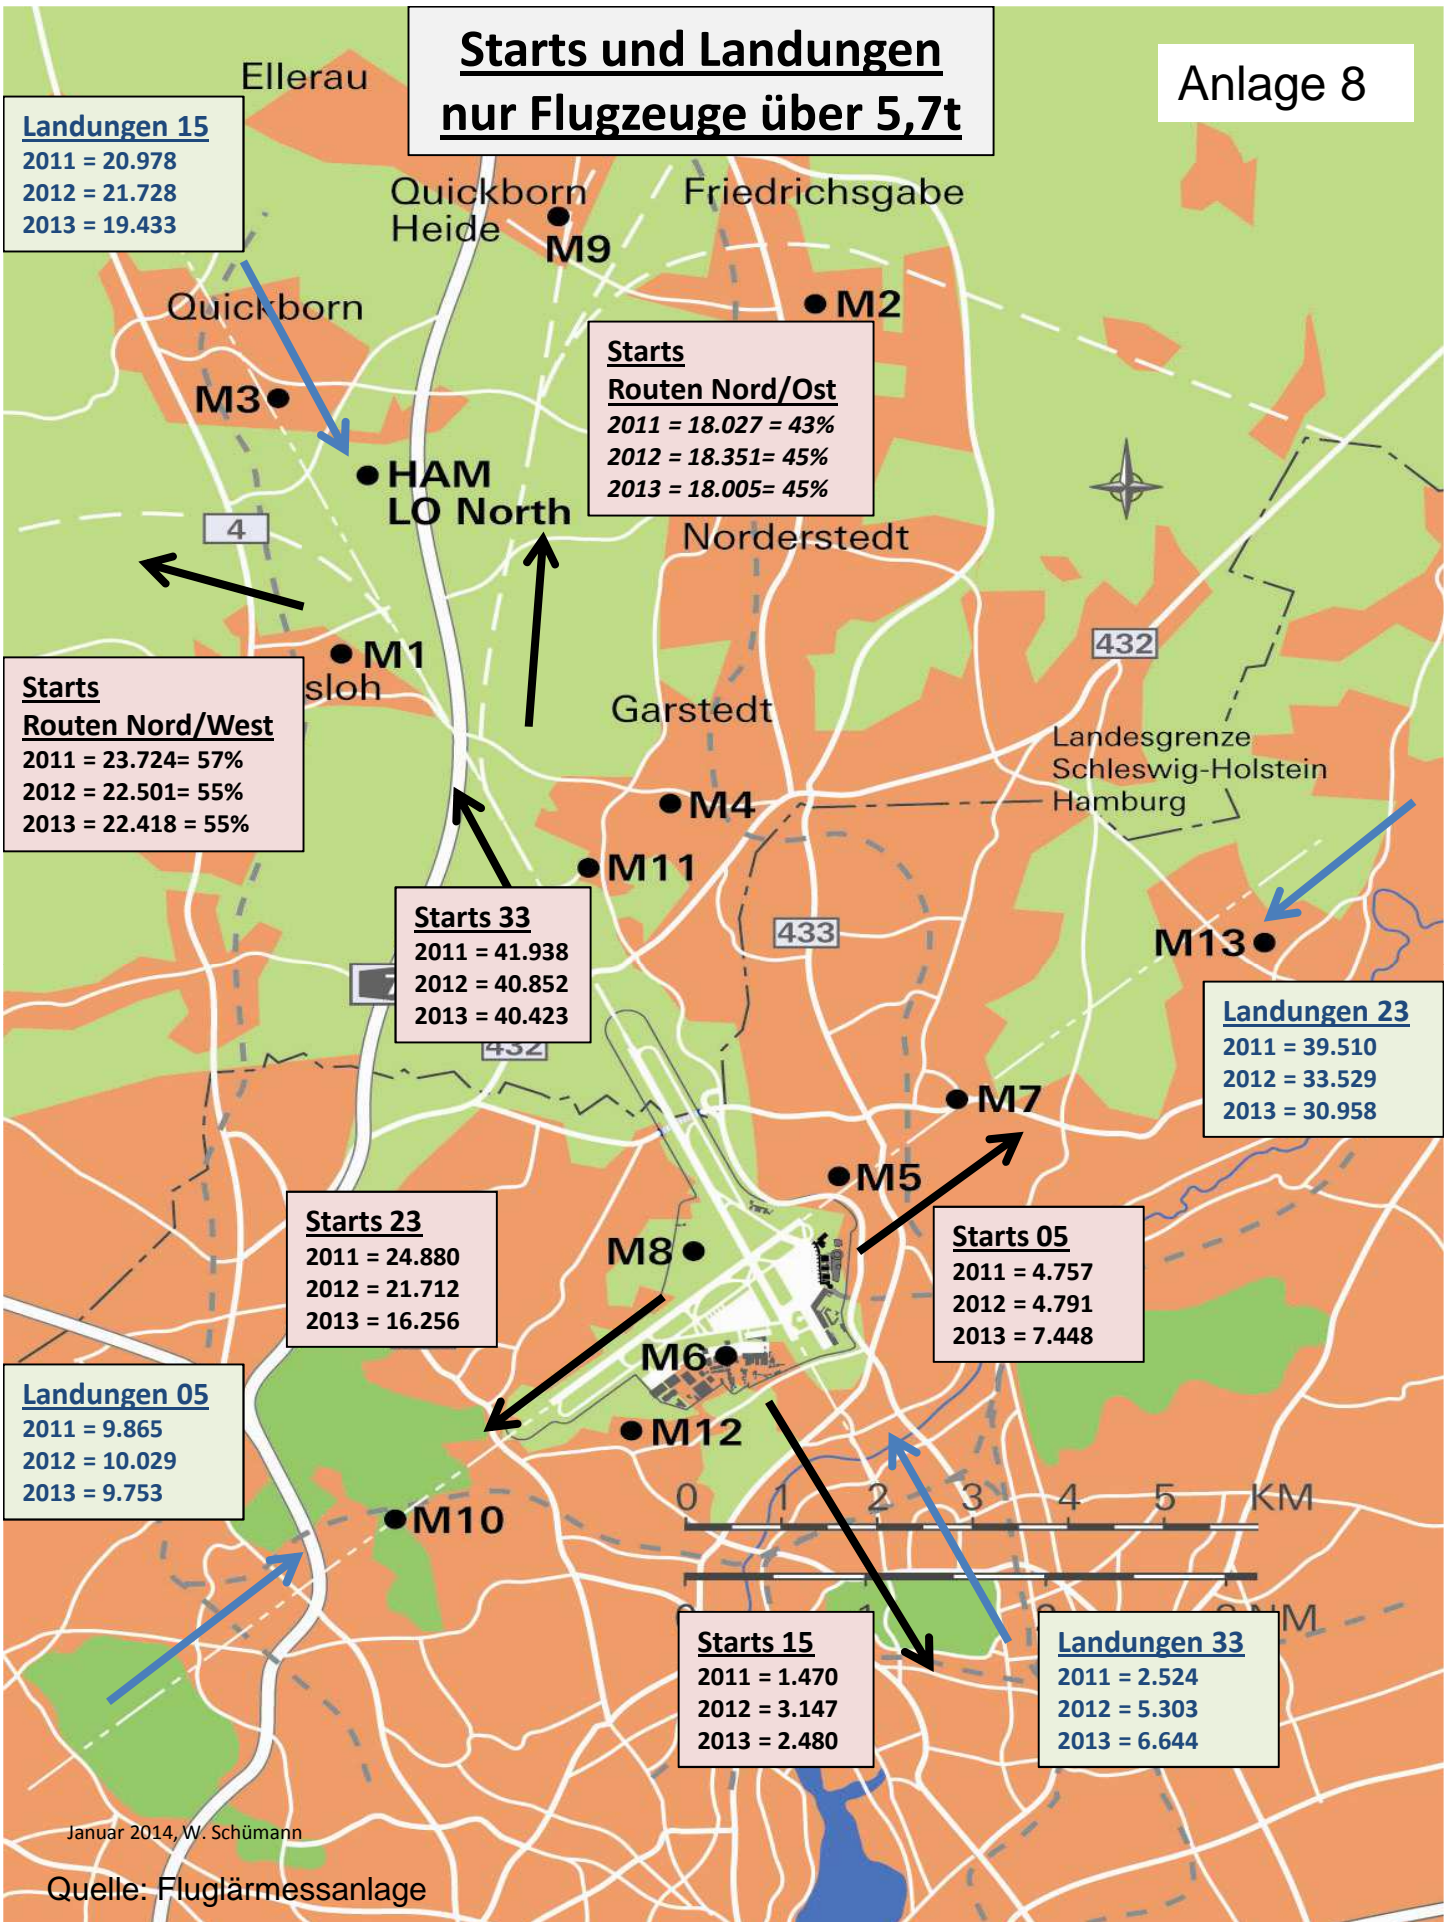 Starts und Landungen
nur Flugzeuge über 5,7t
Anlage 8
Ellerau
Landungen 15
2011 = 20.978
2012 = 21.728
2013 = 19.433
Quickborn
Heide
M9
Friedrichsgabe
M2
Quickborn
M3
Starts
Routen Nord/Ost
2011 = 18.027 = 43%
2012 = 18.351= 45%
2013 = 18.005= 45%
HAM
LO North
4
Norderstedt
432
M1
sloh
Starts
Routen Nord/West
2011 = 23.724= 57%
2012 = 22.501= 55%
2013 = 22.418 = 55%
Garstedt
Landesgrenze
Schleswig-Holstein
Hamburg
M4
M11
Starts 33
2011 = 41.938
2012 = 40.852
2013 = 40.423
433
M13
7
432
Landungen 23
2011 = 39.510
2012 = 33.529
2013 = 30.958
M7
M5
Starts 23
2011 = 24.880
2012 = 21.712
2013 = 16.256
M8
Starts 05
2011 = 4.757
2012 = 4.791
2013 = 7.448
M6
Landungen 05
2011 = 9.865
2012 = 10.029
2013 = 9.753
M12
M10
0 1 2 3 4 5 KM
NM
Starts 15
2011 = 1.470
2012 = 3.147
2013 = 2.480
Landungen 33
2011 = 2.524
2012 = 5.303
2013 = 6.644
Januar 2014, W. Schümann
Quelle: Fluglärmessanlage